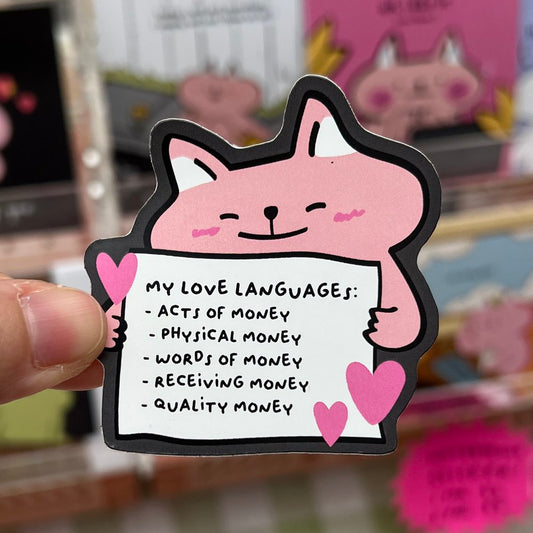 MY LOVE LANGUAGES:
- ACTS OF MONEY
- PHYSICAL MONEY
- WORDS OF MONEY
- RECEIVING MONEY
- QUALITY MONEY